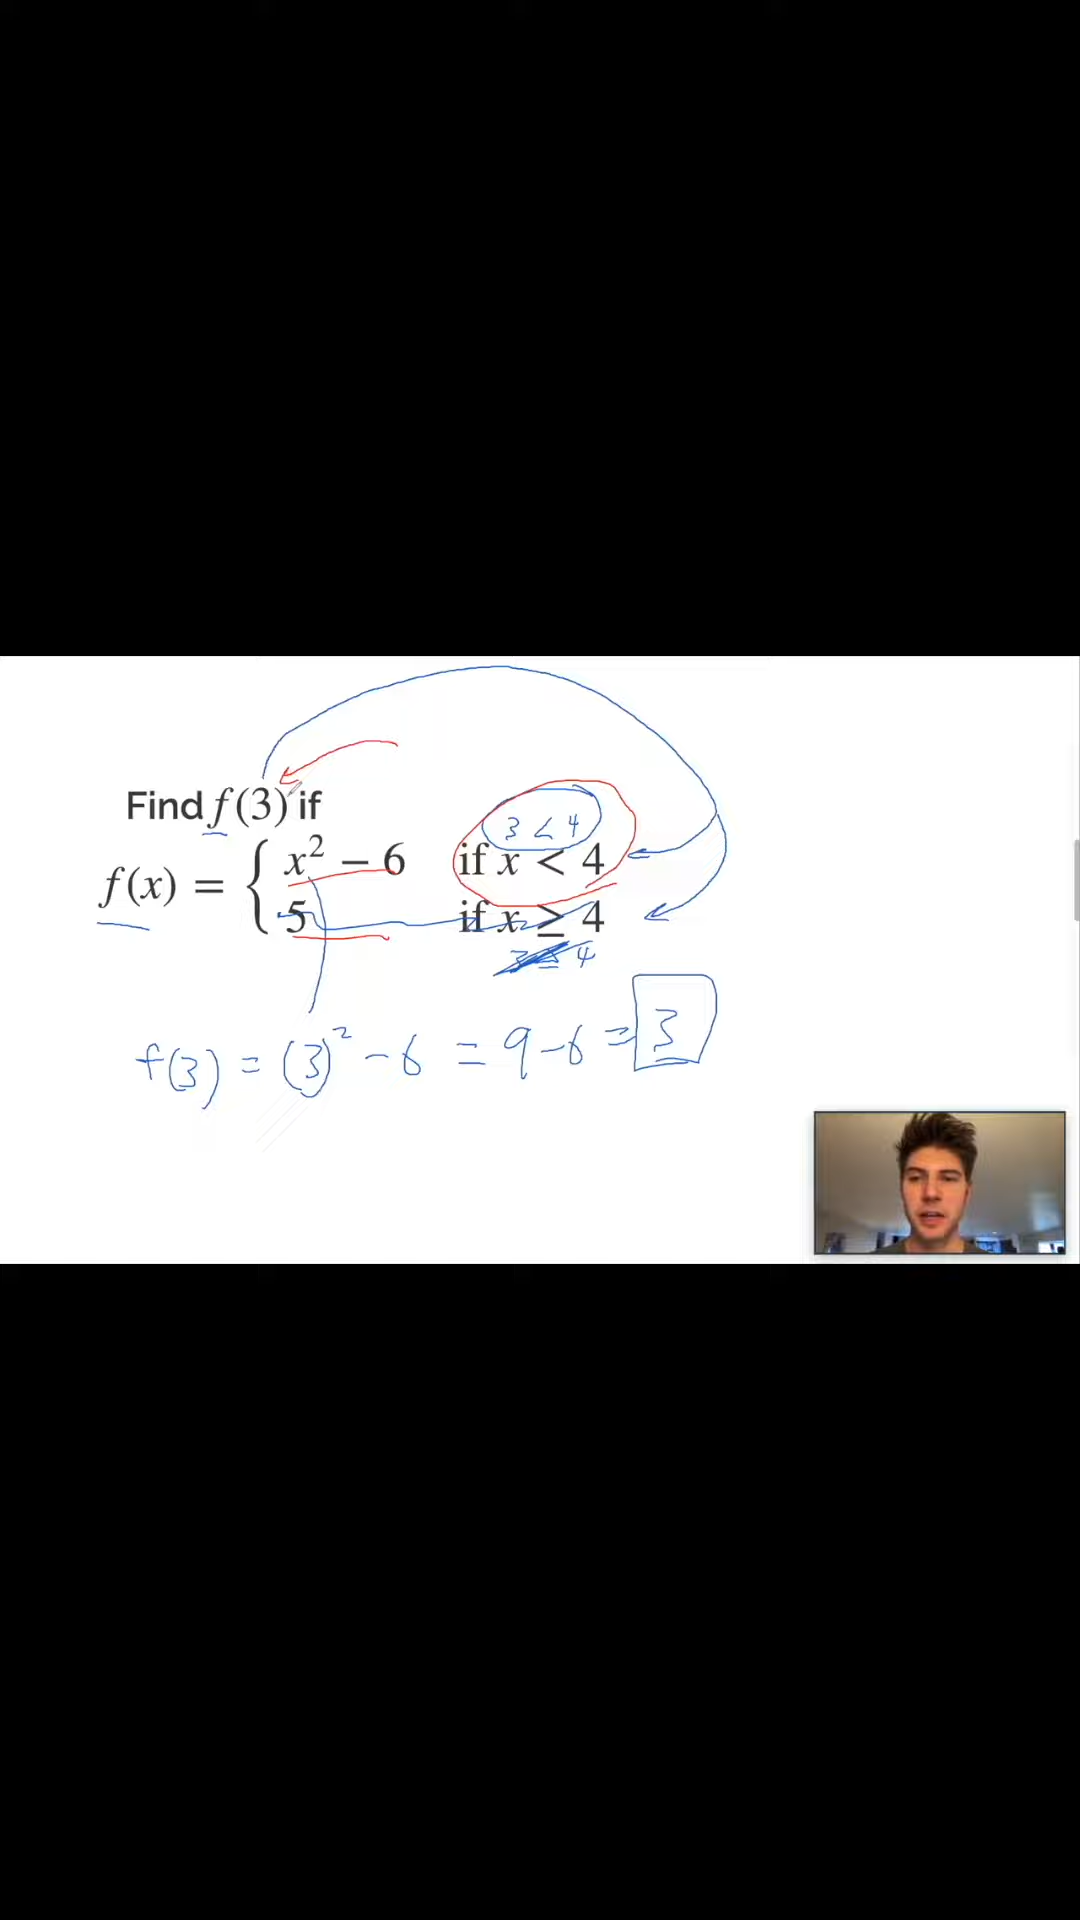 Find f(3) if
3 < 4
f(x) = { x² − 6 if x < 4
5 if x ≥ 4
3 ≥ 4
f(3) = (3)² − 6 = 9 − 6 = 3